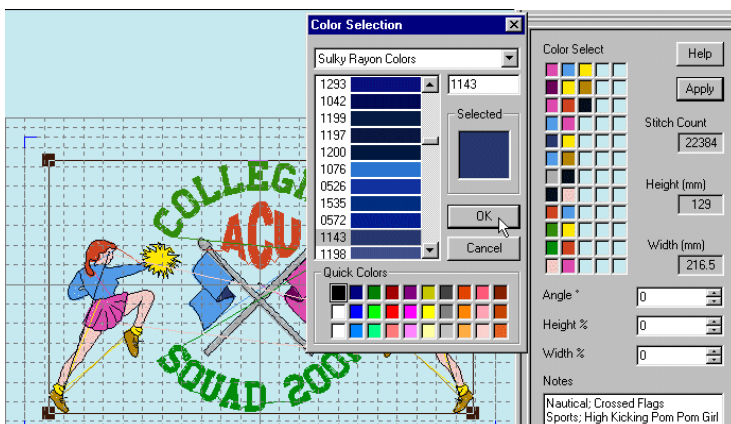 Color Selection
Sulky Rayon Colors
1293
1042
1199
1197
1200
1076
0526
1535
0572
1143
1198
1143
Selected
OK
Cancel
Quick Colors
COLLEG
ACU
SQUAD 200
Color Select
Help
Apply
Stitch Count
22384
Height (mm)
129
Width (mm)
216.5
Angle °
0
Height %
0
Width %
0
Notes
Nautical; Crossed Flags
Sports; High Kicking Pom Pom Girl